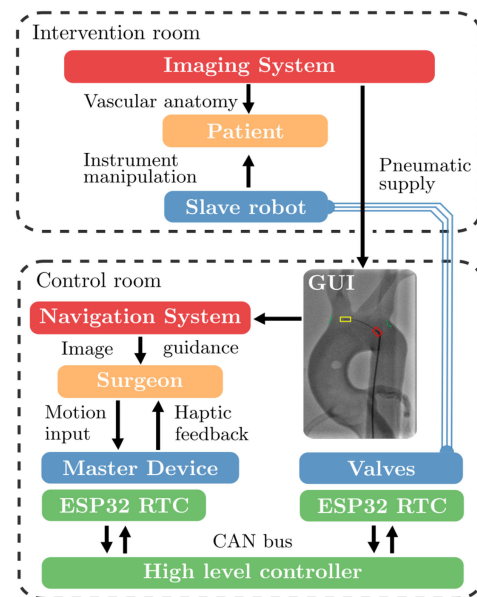 Intervention room
Imaging System
Vascular anatomy
Patient
Instrument
manipulation
Pneumatic
supply
Slave robot
Control room
GUI
Navigation System
Image guidance
Surgeon
Motion
input
Haptic
feedback
Master Device
Valves
ESP32 RTC
ESP32 RTC
CAN bus
High level controller